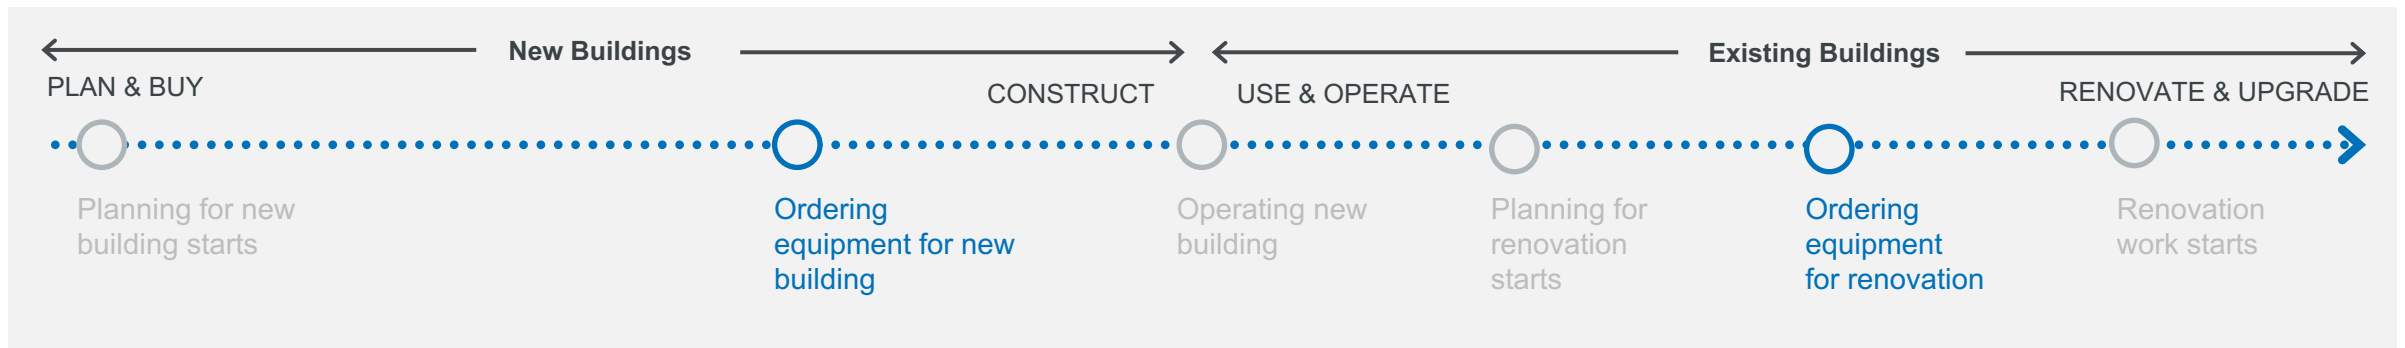 New Buildings
Existing Buildings
PLAN & BUY
CONSTRUCT
USE & OPERATE
RENOVATE & UPGRADE
Planning for new
building starts
Ordering
equipment for new
building
Operating new
building
Planning for
renovation
starts
Ordering
equipment
for renovation
Renovation
work starts